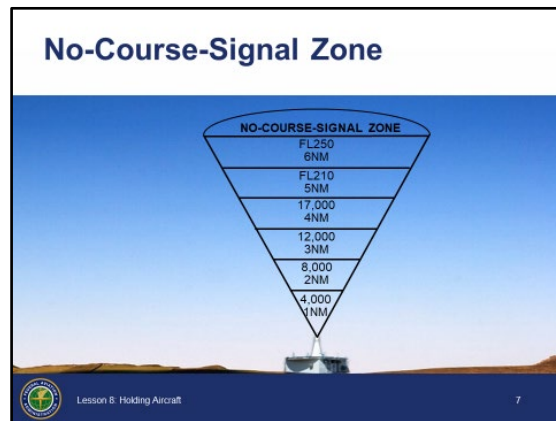 No-Course-Signal Zone
NO-COURSE-SIGNAL ZONE
FL250
6NM
FL210
5NM
17,000
4NM
12,000
3NM
8,000
2NM
4,000
1NM
Lesson 8: Holding Aircraft
7